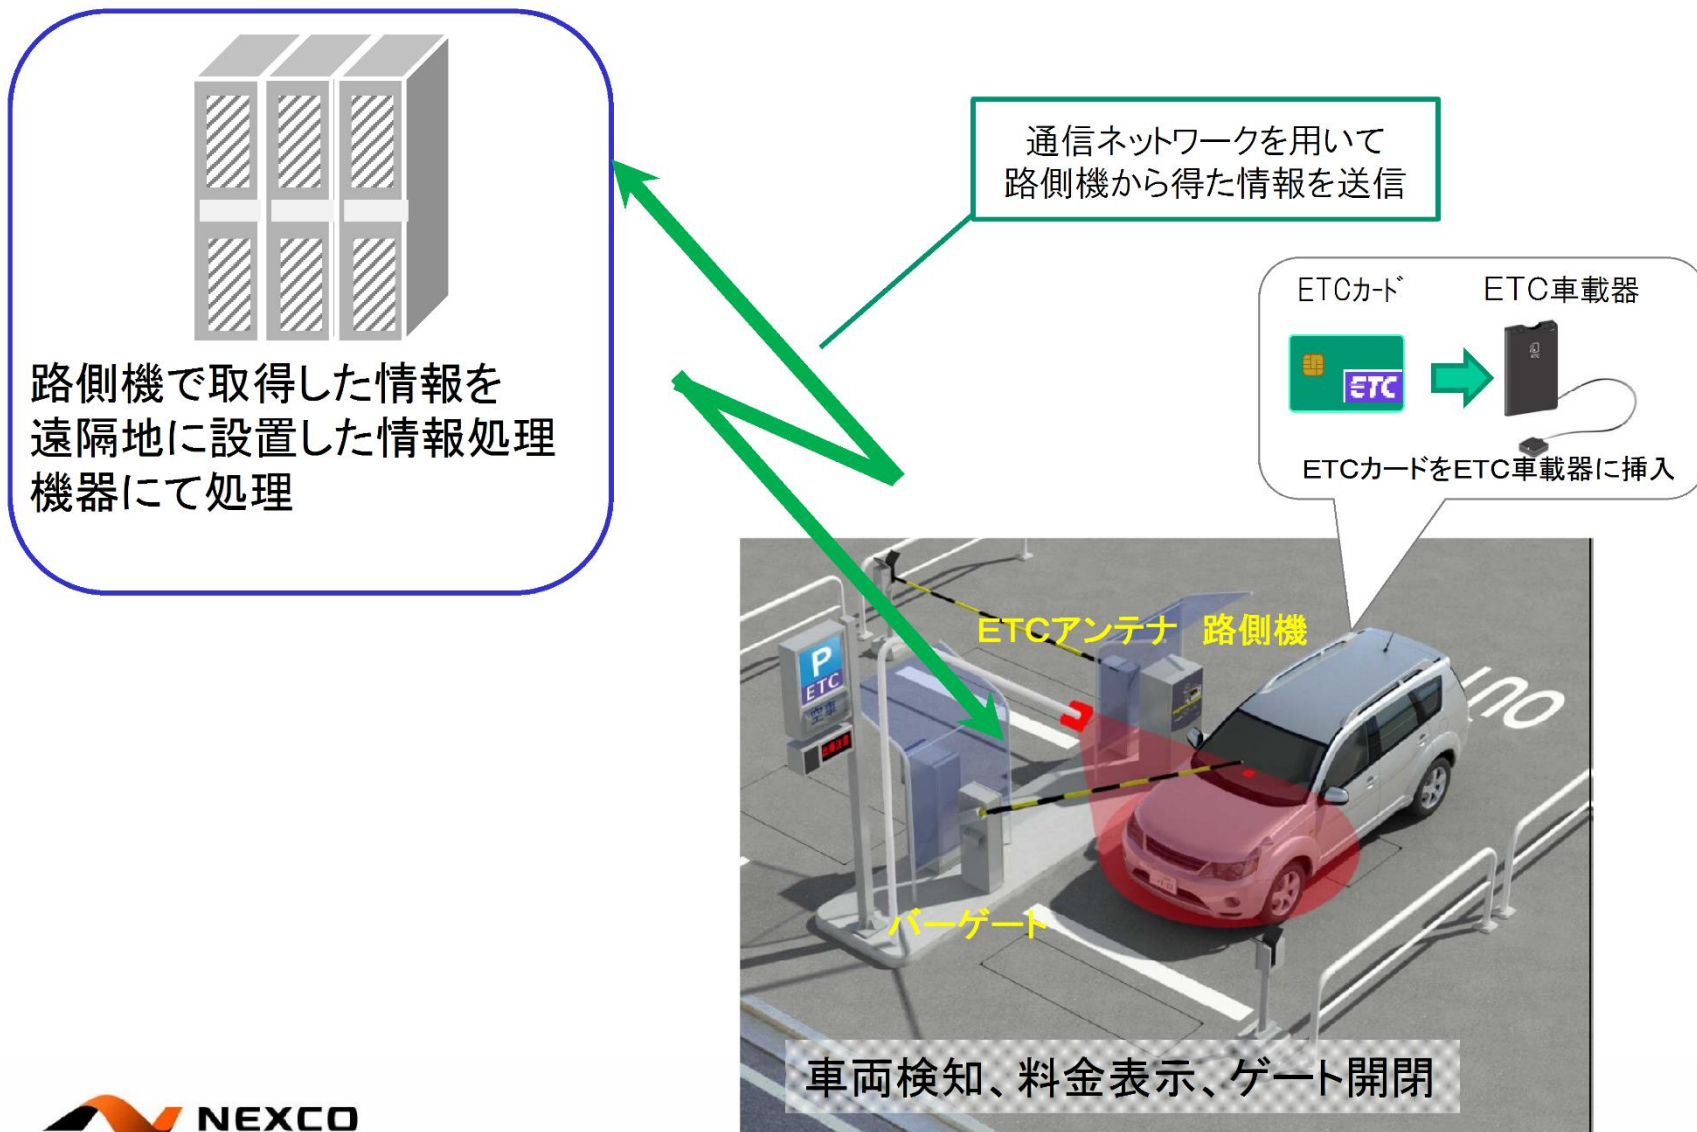 通信ネットワークを用いて
路側機から得た情報を送信
路側機で取得した情報を
遠隔地に設置した情報処理
機器にて処理
ETCカード
ETC車載器
ETC
ETCカードをETC車載器に挿入
ETCアンテナ 路側機
P
ETC
空車
OUT
バーゲート
車両検知、料金表示、ゲート開閉
NEXCO